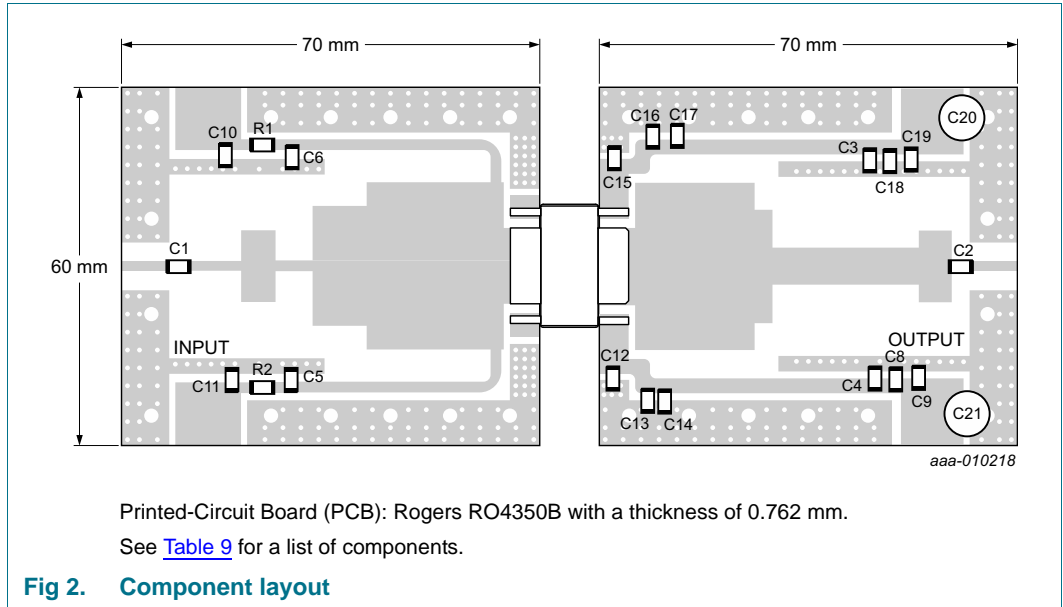 70 mm
70 mm
C10
R1
C6
C16
C17
C15
C3
C18
C19
C20
C1
60 mm
C2
INPUT
R2
C11
C5
C12
C13
C14
OUTPUT
C4
C8
C9
C21
aaa-010218
Printed-Circuit Board (PCB): Rogers RO4350B with a thickness of 0.762 mm.
See Table 9 for a list of components.
Fig 2. Component layout